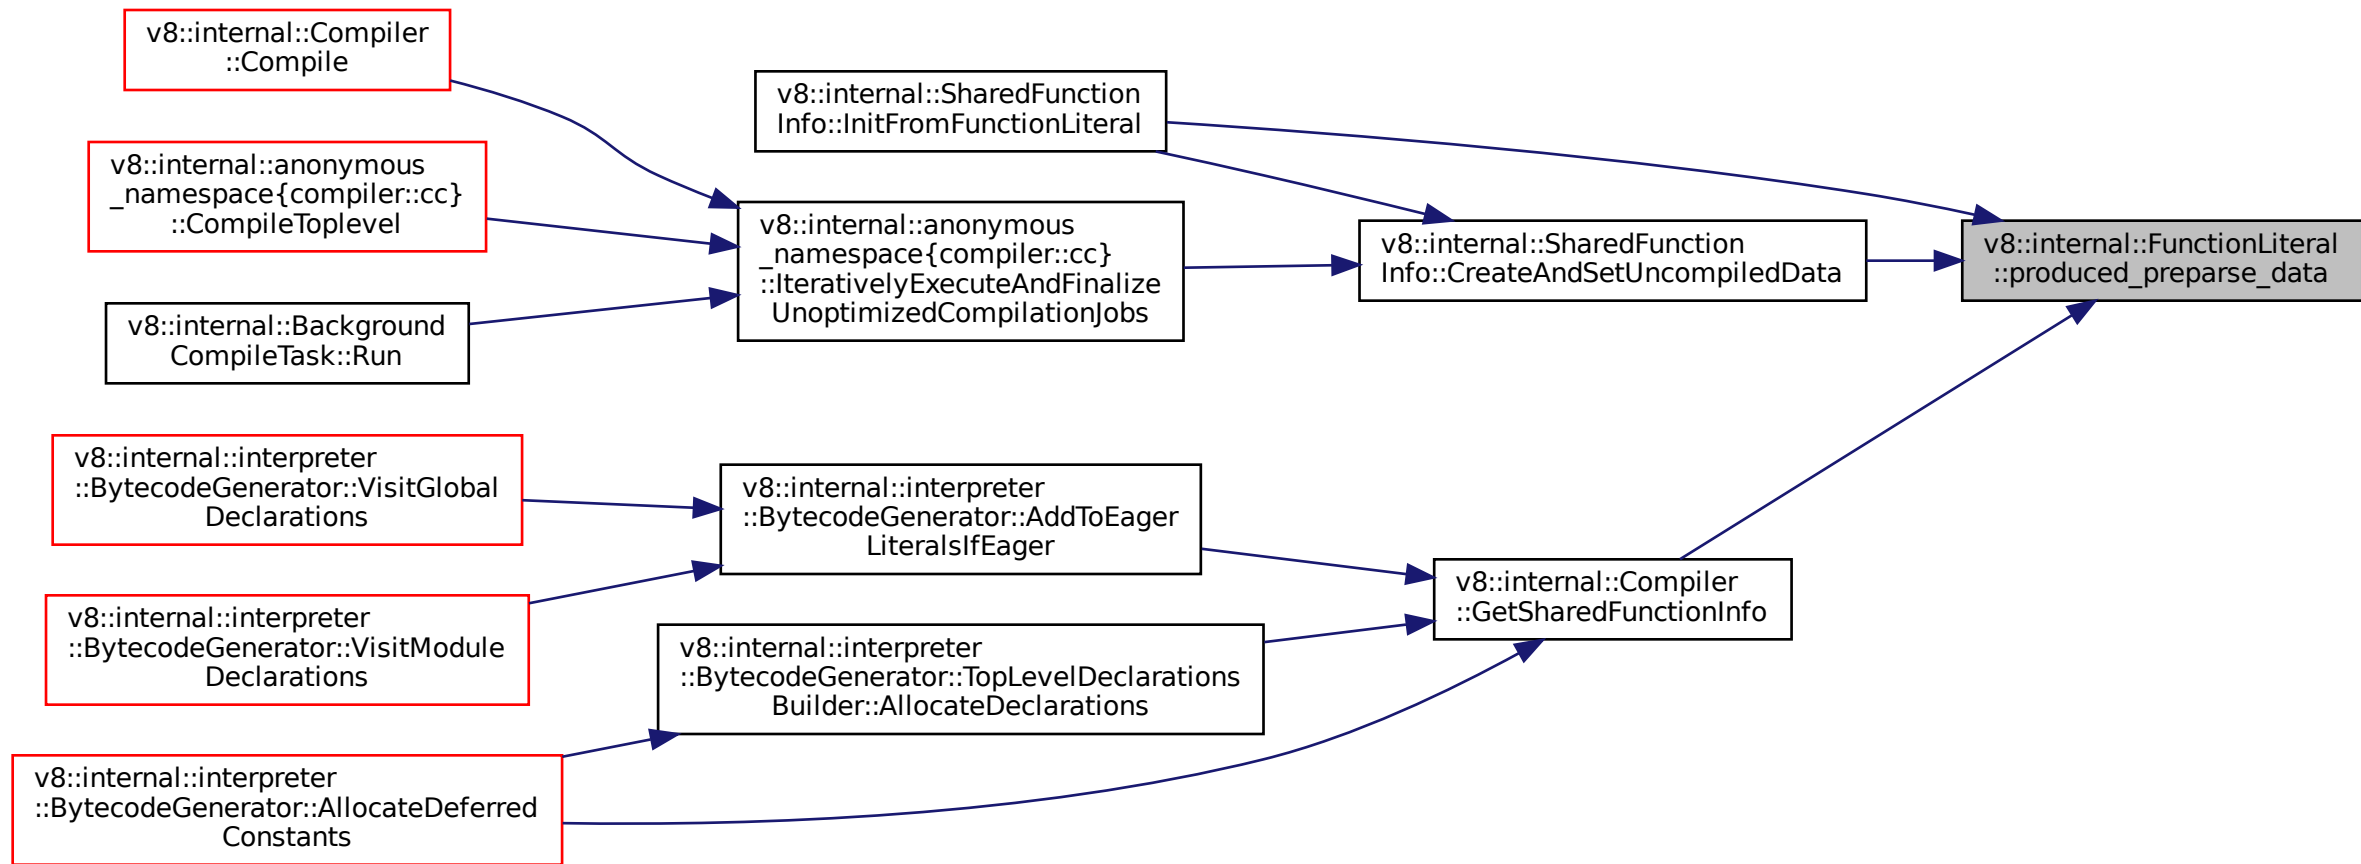 v8::internal::Compiler
::Compile
v8::internal::anonymous
_namespace{compiler::cc}
::CompileToplevel
v8::internal::Background
CompileTask::Run
v8::internal::interpreter
::BytecodeGenerator::VisitGlobal
Declarations
v8::internal::interpreter
::BytecodeGenerator::VisitModule
Declarations
v8::internal::interpreter
::BytecodeGenerator::AllocateDeferred
Constants
v8::internal::SharedFunction
Info::InitFromFunctionLiteral
v8::internal::anonymous
_namespace{compiler::cc}
::IterativelyExecuteAndFinalize
UnoptimizedCompilationJobs
v8::internal::interpreter
::BytecodeGenerator::AddToEager
LiteralsIfEager
v8::internal::interpreter
::BytecodeGenerator::TopLevelDeclarations
Builder::AllocateDeclarations
v8::internal::SharedFunction
Info::CreateAndSetUncompiledData
v8::internal::Compiler
::GetSharedFunctionInfo
v8::internal::FunctionLiteral
::produced_preparse_data